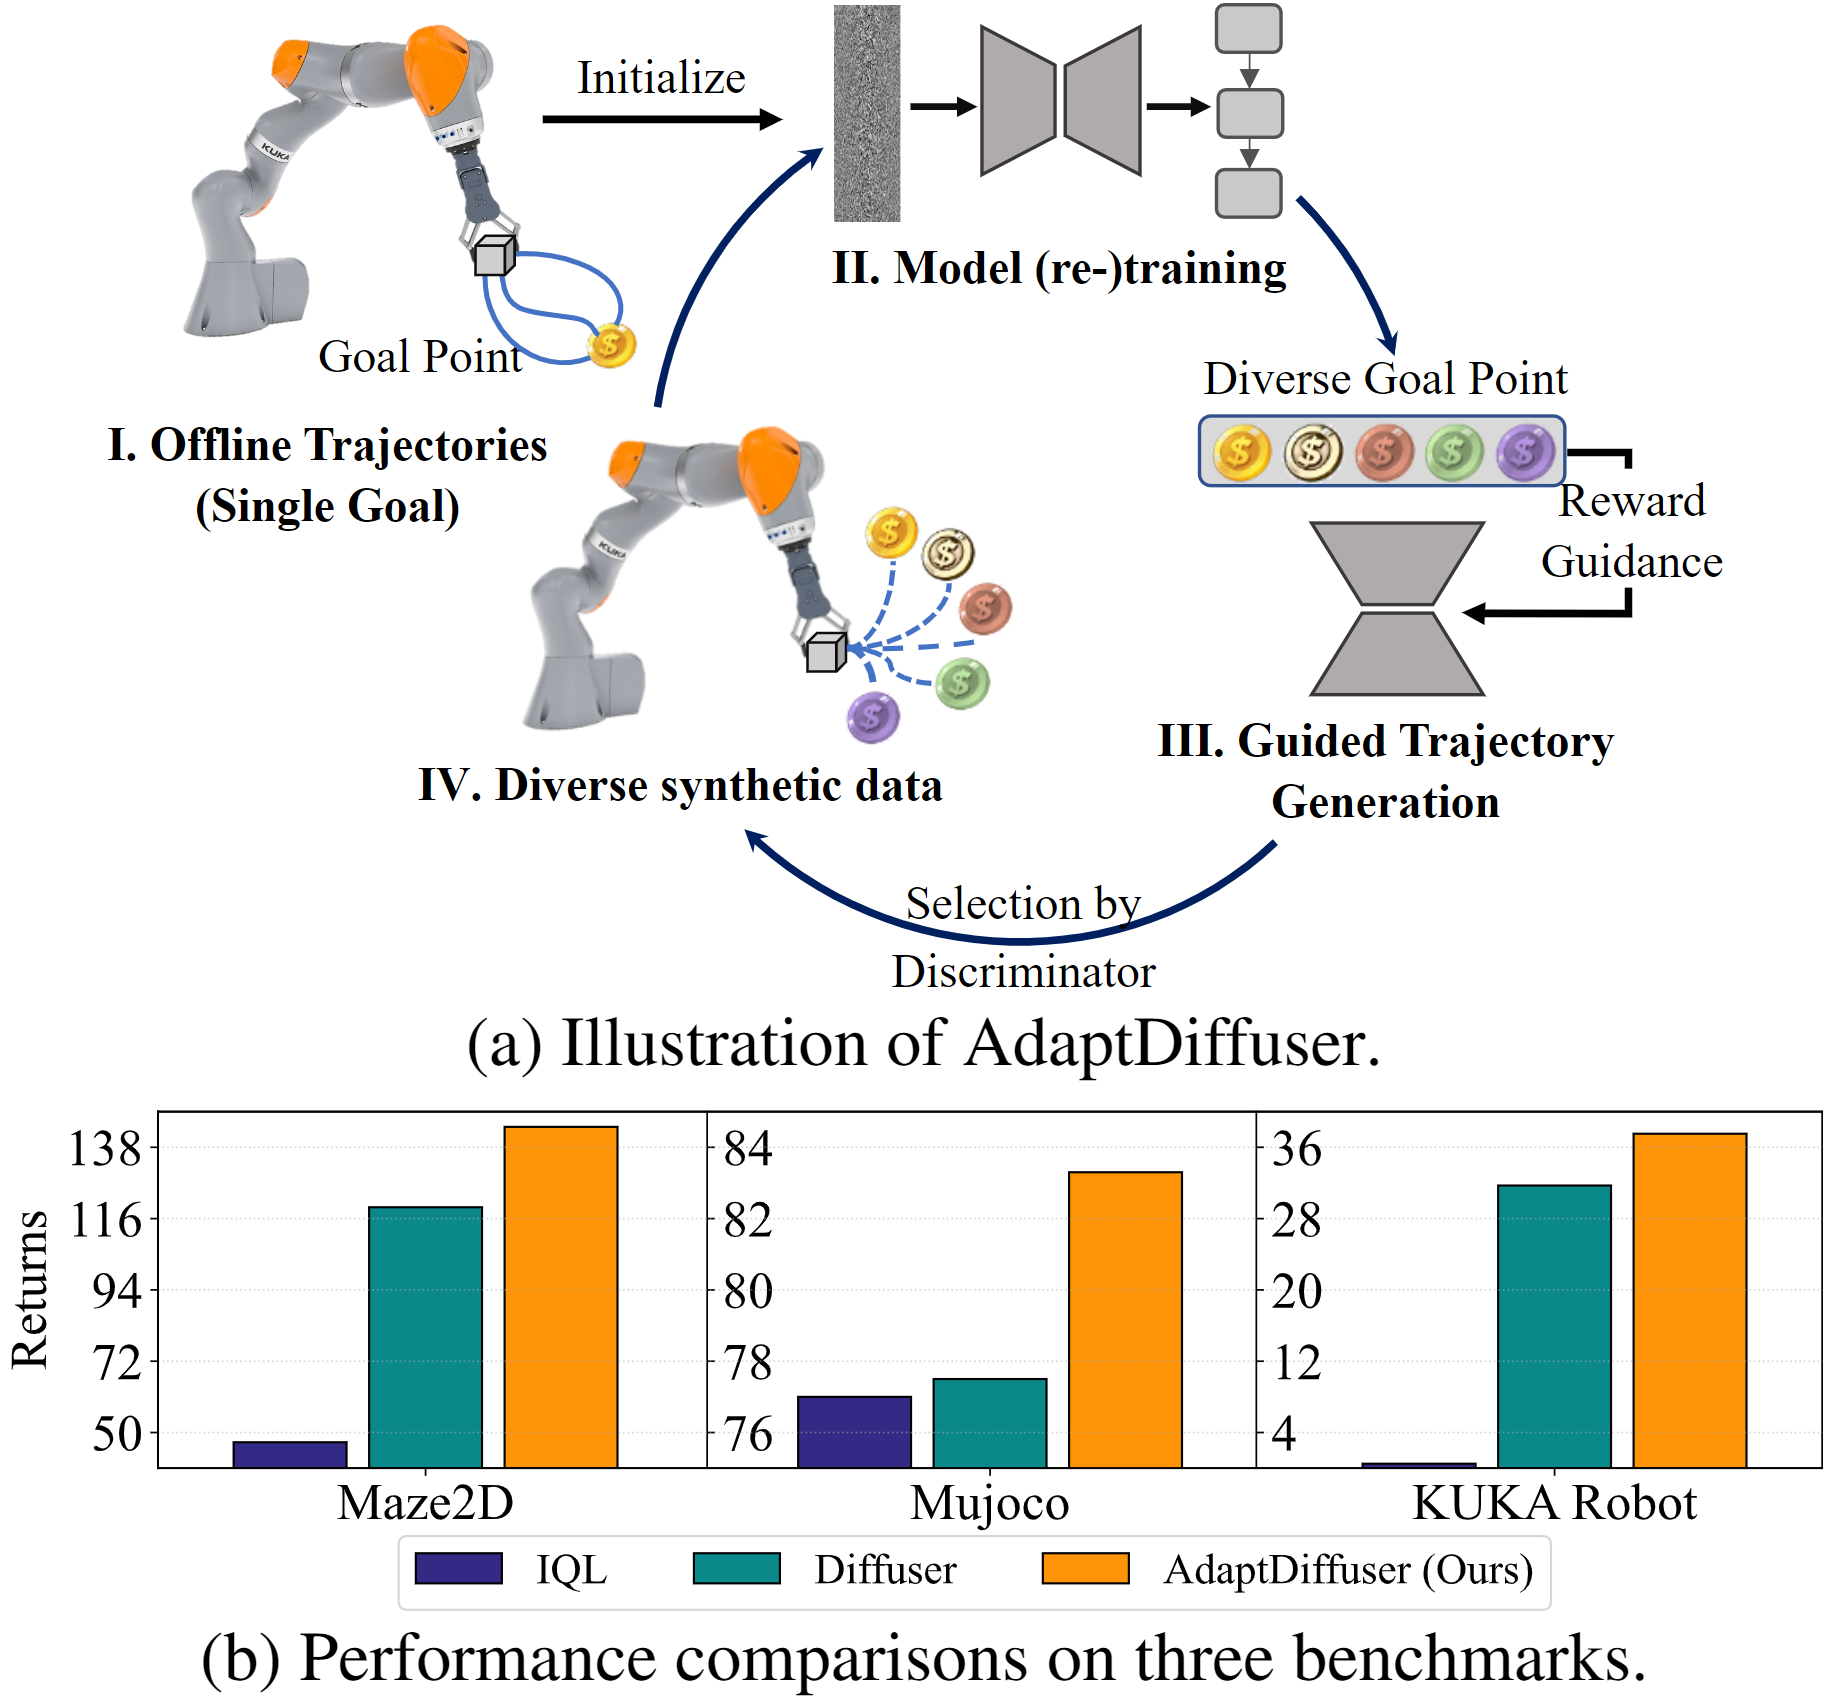 Initialize
KUKA
Goal Point
I. Offline Trajectories
(Single Goal)
II. Model (re-)training
Diverse Goal Point
$ $ $ $ $
Reward
Guidance
III. Guided Trajectory
Generation
KUKA
IV. Diverse synthetic data
Selection by
Discriminator
(a) Illustration of AdaptDiffuser.
Returns
138
116
94
72
50
84
82
80
78
76
36
28
20
12
4
Maze2D
Mujoco
KUKA Robot
IQL
Diffuser
AdaptDiffuser (Ours)
(b) Performance comparisons on three benchmarks.